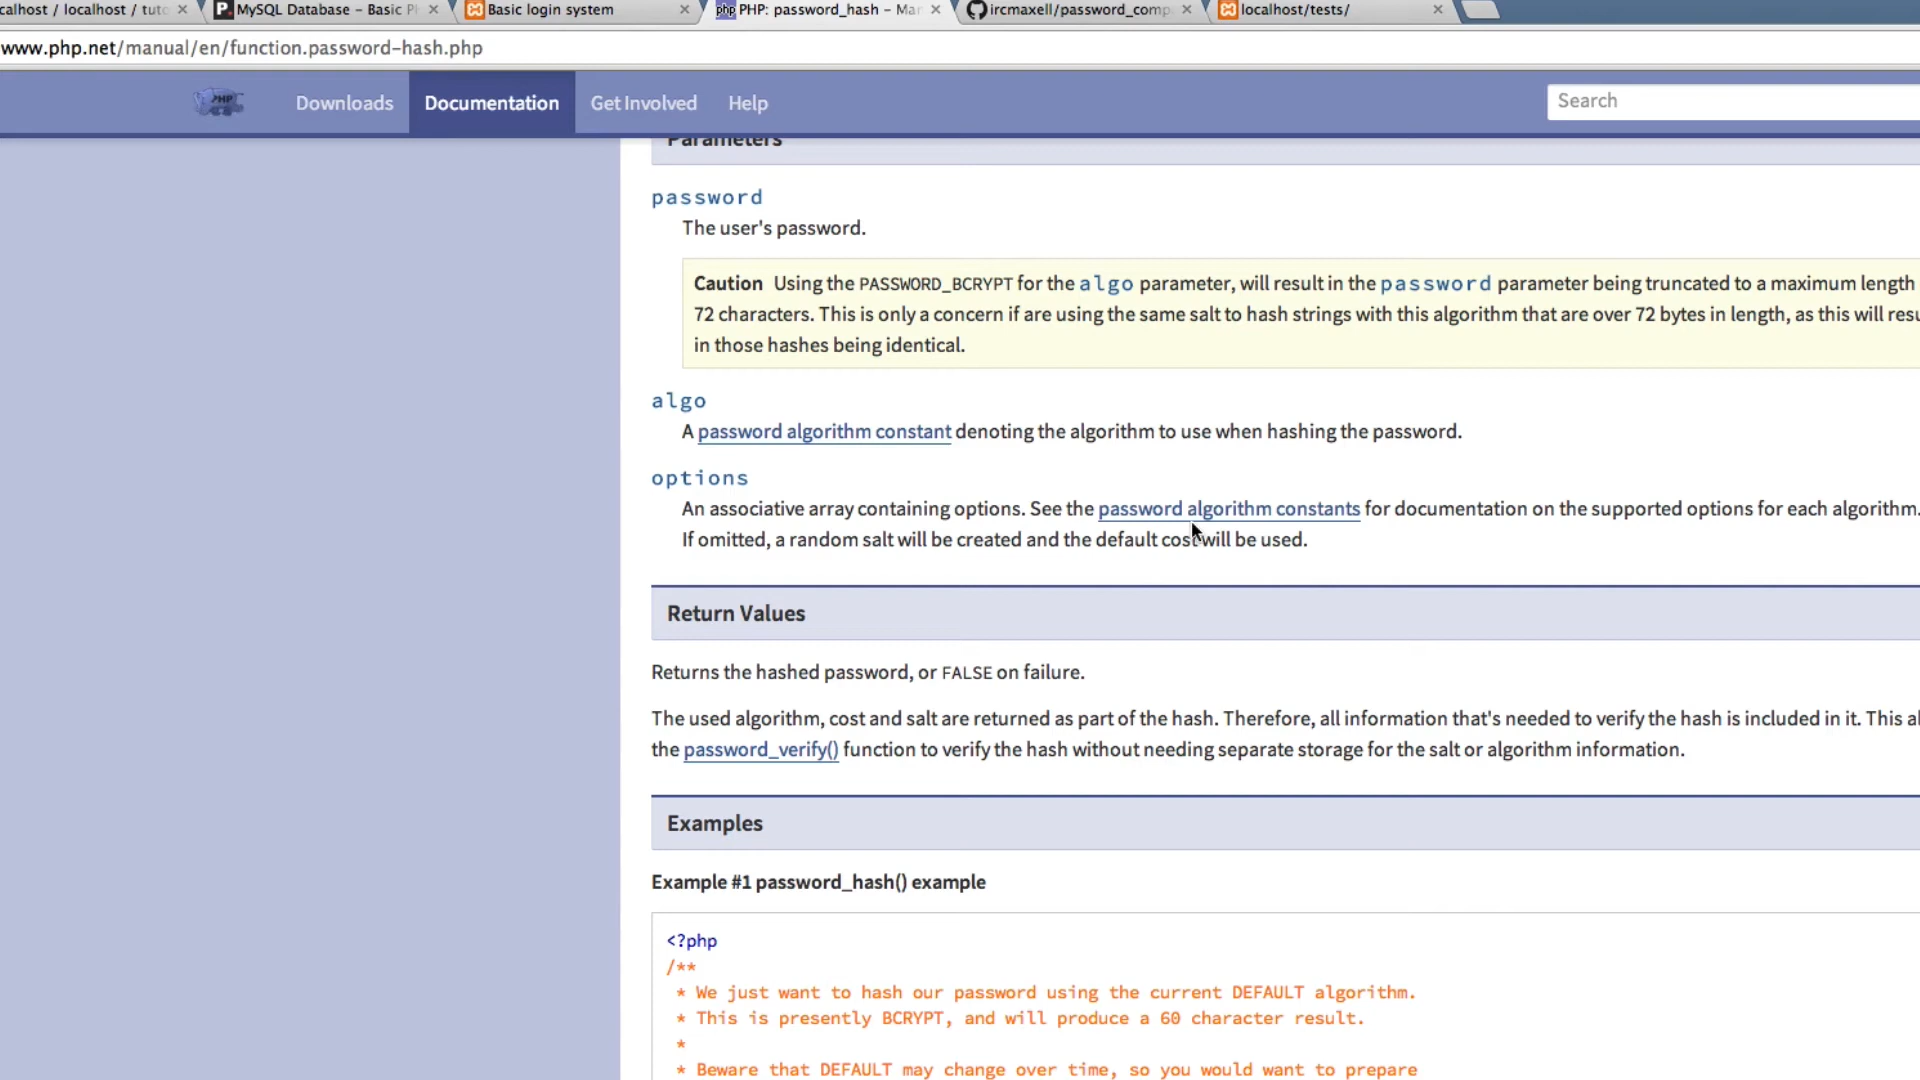 calhost / localhost / tuto
MySQL Database – Basic P
Basic login system
php PHP: password_hash – Ma
ircmaxell/password_comp
localhost/tests/
www.php.net/manual/en/function.password-hash.php
PHP
Downloads
Documentation
Get Involved
Help
Search
Parameters
password
The user's password.
Caution Using the PASSWORD_BCRYPT for the algo parameter, will result in the password parameter being truncated to a maximum length
72 characters. This is only a concern if are using the same salt to hash strings with this algorithm that are over 72 bytes in length, as this will resu
in those hashes being identical.
algo
A password algorithm constant denoting the algorithm to use when hashing the password.
options
An associative array containing options. See the password algorithm constants for documentation on the supported options for each algorithm.
If omitted, a random salt will be created and the default cost will be used.
Return Values
Returns the hashed password, or FALSE on failure.
The used algorithm, cost and salt are returned as part of the hash. Therefore, all information that's needed to verify the hash is included in it. This al
the password_verify() function to verify the hash without needing separate storage for the salt or algorithm information.
Examples
Example #1 password_hash() example
<?php
/**
* We just want to hash our password using the current DEFAULT algorithm.
* This is presently BCRYPT, and will produce a 60 character result.
*
* Beware that DEFAULT may change over time, so you would want to prepare